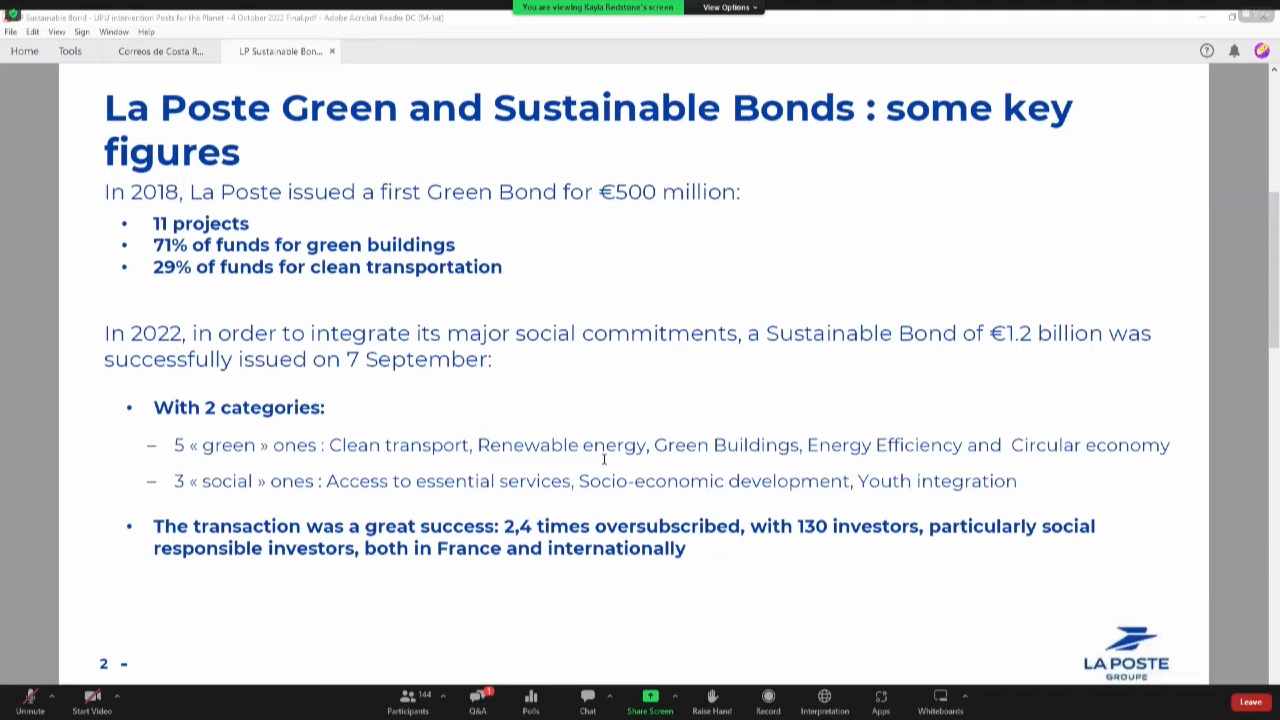 You are viewing Kayla Redstone's screen
View Options
Sustainable Bond - UPU intervention Posts for the Planet - 4 October 2022 Final.pdf - Adobe Acrobat Reader DC (64-bit)
File Edit View Sign Window Help
Home Tools Correos de Costa R... LP Sustainable Bon... ×
La Poste Green and Sustainable Bonds : some key
figures
In 2018, La Poste issued a first Green Bond for €500 million:
• 11 projects
• 71% of funds for green buildings
• 29% of funds for clean transportation
In 2022, in order to integrate its major social commitments, a Sustainable Bond of €1.2 billion was
successfully issued on 7 September:
• With 2 categories:
– 5 « green » ones : Clean transport, Renewable energy, Green Buildings, Energy Efficiency and Circular economy
– 3 « social » ones : Access to essential services, Socio-economic development, Youth integration
• The transaction was a great success: 2,4 times oversubscribed, with 130 investors, particularly social
responsible investors, both in France and internationally
LA POSTE
GROUPE
2 -
144
1
Unmute Start Video Participants Q&A Polls Chat Share Screen Raise Hand Record Interpretation Apps Whiteboards Leave